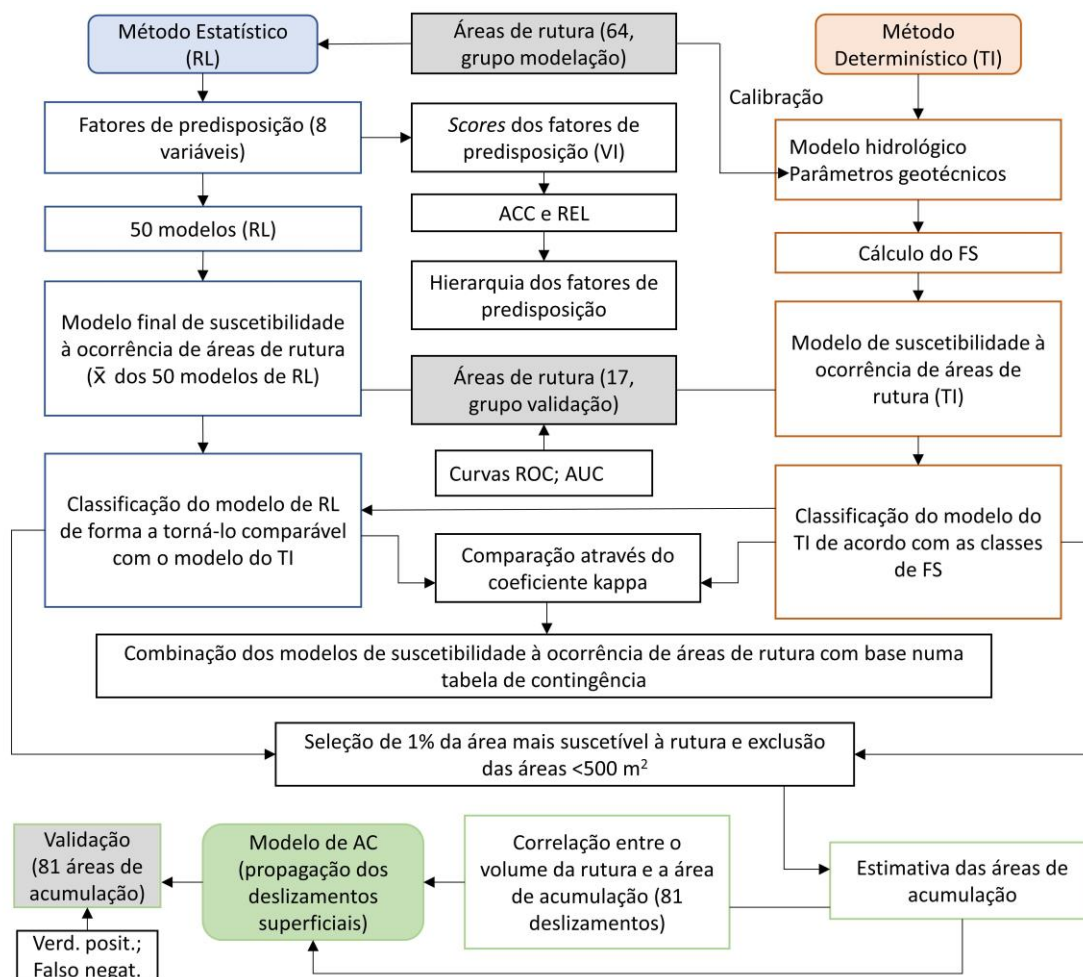 Método Estatístico
(RL)
Áreas de rutura (64,
grupo modelação)
Método
Determinístico (TI)
Calibração
Fatores de predisposição (8
variáveis)
Scores dos fatores de
predisposição (VI)
Modelo hidrológico
Parâmetros geotécnicos
50 modelos (RL)
ACC e REL
Cálculo do FS
Hierarquia dos fatores de
predisposição
Modelo final de suscetibilidade
à ocorrência de áreas de rutura
(x̄ dos 50 modelos de RL)
Áreas de rutura (17,
grupo validação)
Modelo de suscetibilidade à
ocorrência de áreas de
rutura (TI)
Curvas ROC; AUC
Classificação do modelo de RL
de forma a torná-lo comparável
com o modelo do TI
Comparação através do
coeficiente kappa
Classificação do modelo do
TI de acordo com as classes
de FS
Combinação dos modelos de suscetibilidade à ocorrência de áreas de rutura com base numa
tabela de contingência
Seleção de 1% da área mais suscetível à rutura e exclusão
das áreas <500 m²
Validação
(81 áreas de
acumulação)
Modelo de AC
(propagação dos
deslizamentos
superficiais)
Correlação entre o
volume da rutura e a área
de acumulação (81
deslizamentos)
Estimativa das áreas de
acumulação
Verd. posit.;
Falso negat.